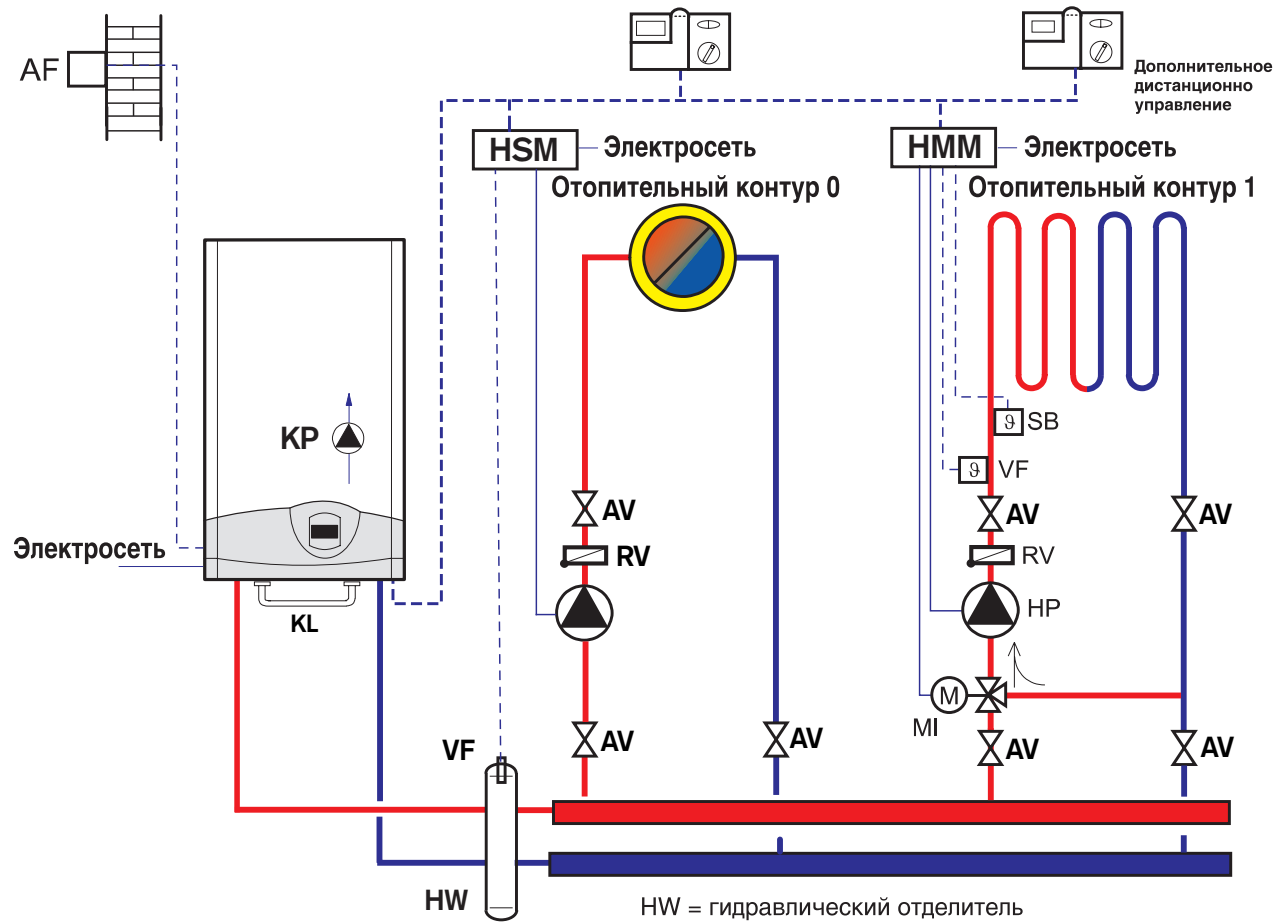 AF
Дополнительное
дистанционно
управление
HSM
Электросеть
HMM
Электросеть
Отопительный контур 0
Отопительный контур 1
KP
ϑ SB
ϑ VF
AV
AV
AV
Электросеть
RV
RV
KL
HP
M
MI
VF
AV
AV
AV
AV
HW
HW = гидравлический отделитель